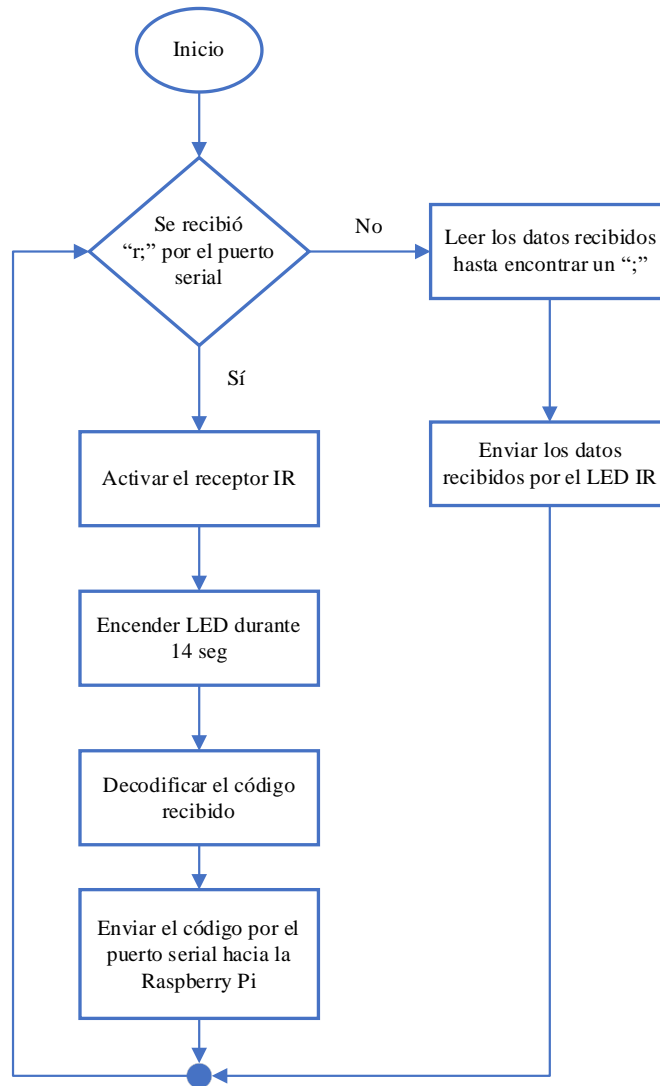 Inicio
Se recibió
“r;” por el puerto
serial
No
Leer los datos recibidos
hasta encontrar un “;”
Sí
Enviar los datos
recibidos por el LED IR
Activar el receptor IR
Encender LED durante
14 seg
Decodificar el código
recibido
Enviar el código por el
puerto serial hacia la
Raspberry Pi